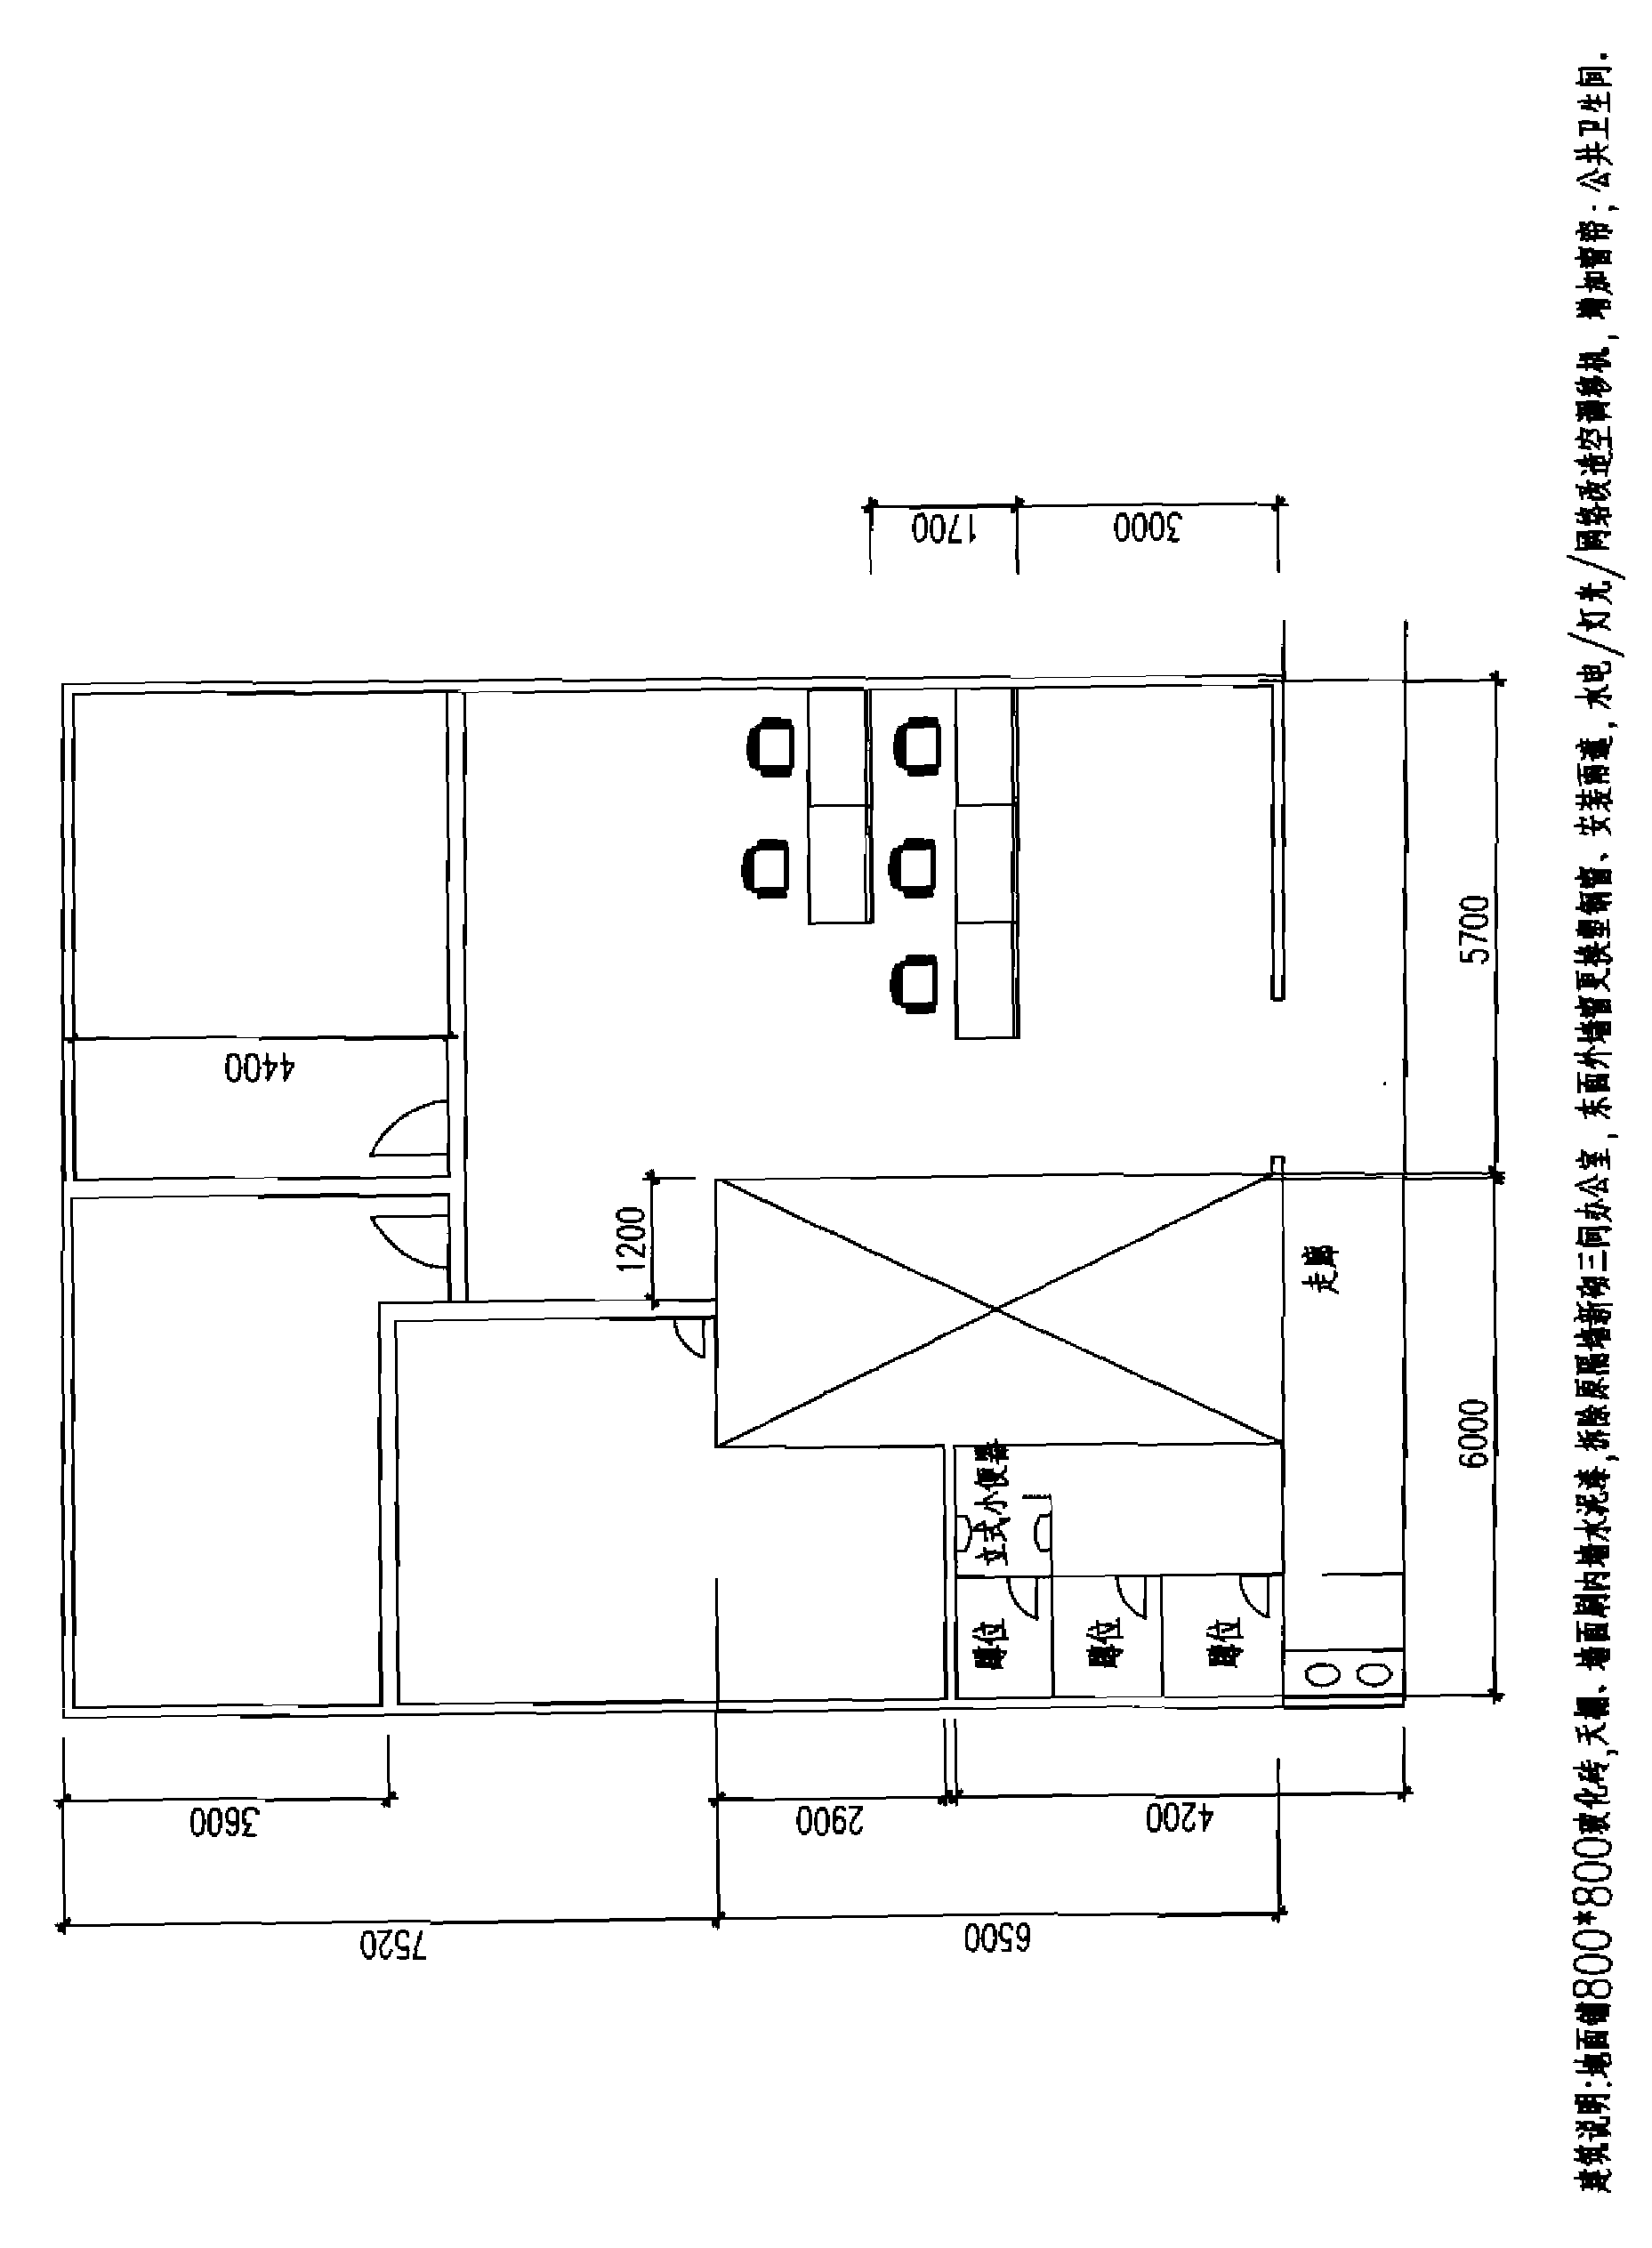 3600
7520
2900
6500
4200
4400
1200
1700
3000
蹲位
蹲位
蹲位
立式小便器
走廊
6000
5700
建筑说明:地面铺800*800玻化砖,天棚、墙面刷内墙水泥漆,拆除原隔墙新砌三间办公室,东面外墙窗更换塑钢窗、安装雨篷,水电/灯光/网络改造空调移机,增加窗帘;公共卫生间.